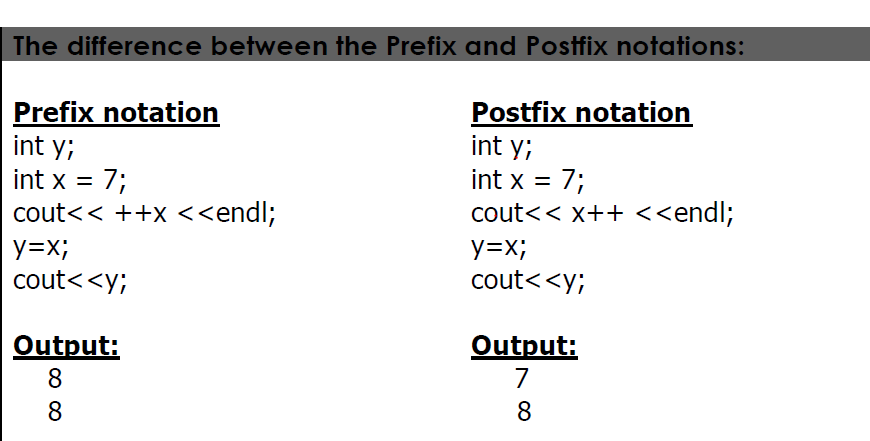 The difference between the Prefix and Postfix notations:
Prefix notation
int y;
int x = 7;
cout<< ++x <<endl;
y=x;
cout<<y;
Output:
8
8
Postfix notation
int y;
int x = 7;
cout<< x++ <<endl;
y=x;
cout<<y;
Output:
7
8